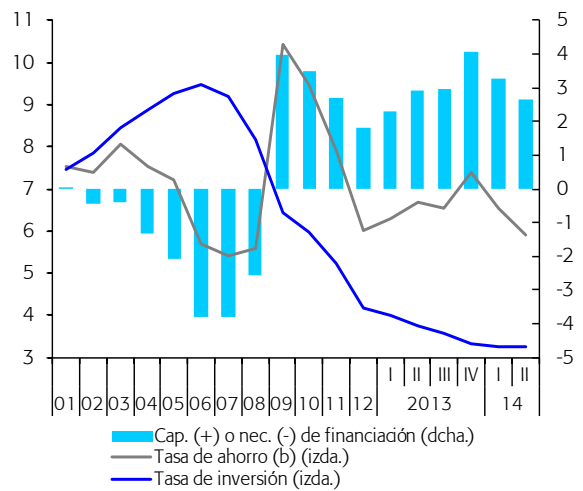 11 5
10 4
9 3
2
8 1
7 0
6 -1
-2
5 -3
4 -4
3 -5
I II III IV I II
01 02 03 04 05 06 07 08 09 10 11 12 2013 14
Cap. (+) o nec. (-) de financiación (dcha.)
Tasa de ahorro (b) (izda.)
Tasa de inversión (izda.)